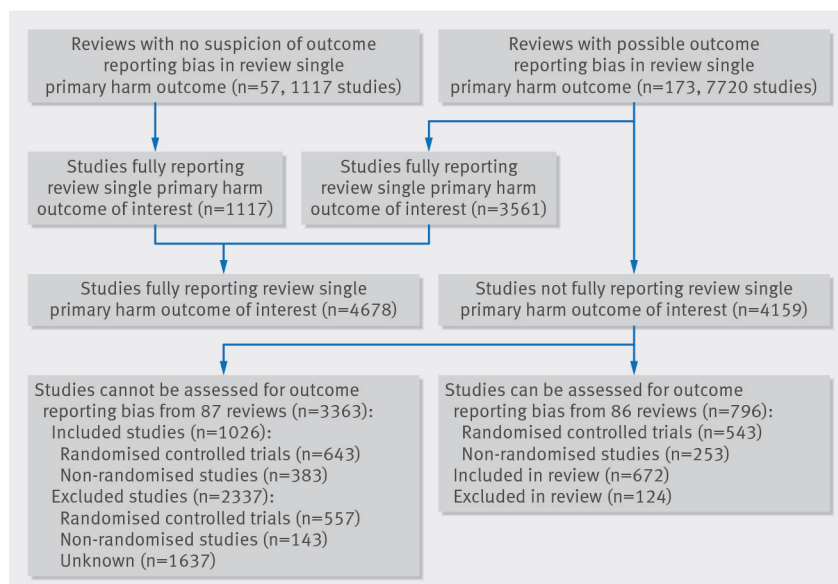 Reviews with no suspicion of outcome
reporting bias in review single
primary harm outcome (n=57, 1117 studies)
Reviews with possible outcome
reporting bias in review single
primary harm outcome (n=173, 7720 studies)
Studies fully reporting
review single primary harm
outcome of interest (n=1117)
Studies fully reporting
review single primary harm
outcome of interest (n=3561)
Studies fully reporting review single
primary harm outcome of interest (n=4678)
Studies not fully reporting review single
primary harm outcome of interest (n=4159)
Studies cannot be assessed for outcome
reporting bias from 87 reviews (n=3363):
Included studies (n=1026):
Randomised controlled trials (n=643)
Non-randomised studies (n=383)
Excluded studies (n=2337):
Randomised controlled trials (n=557)
Non-randomised studies (n=143)
Unknown (n=1637)
Studies can be assessed for outcome
reporting bias from 86 reviews (n=796):
Randomised controlled trials (n=543)
Non-randomised studies (n=253)
Included in review (n=672)
Excluded in review (n=124)